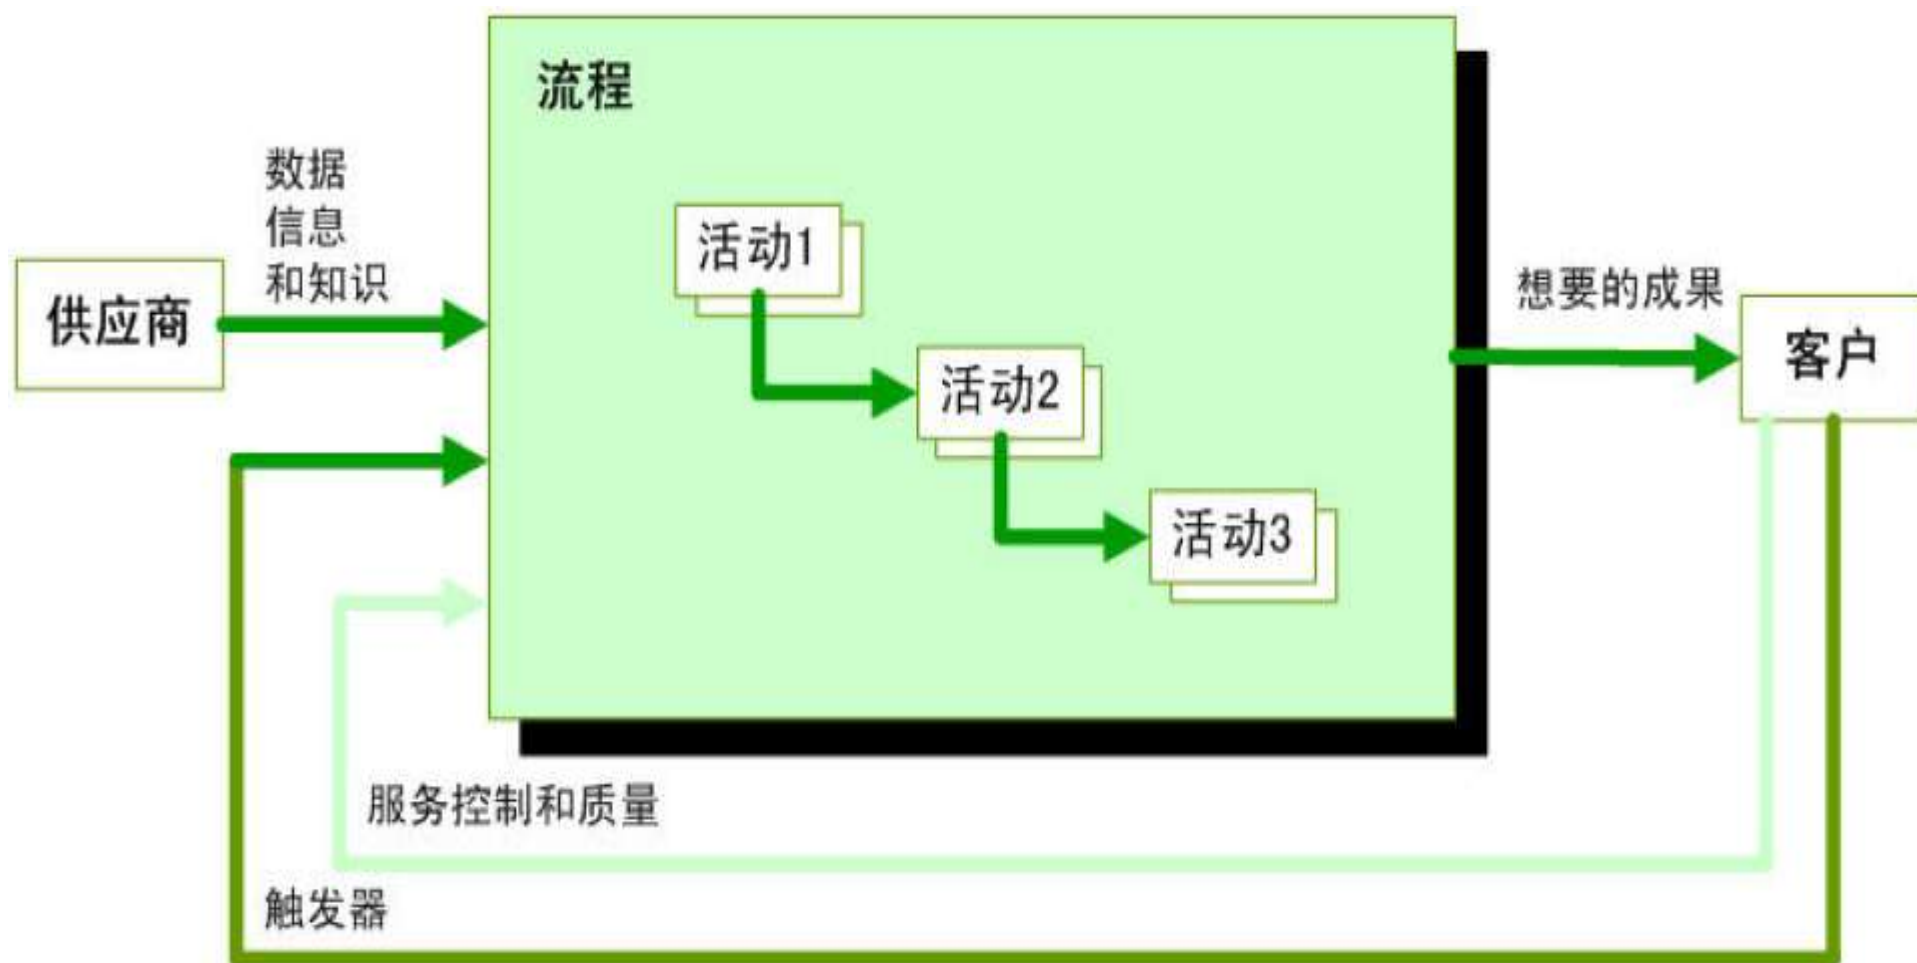 流程
数据
信息
和知识
供应商
活动1
活动2
活动3
想要的成果
客户
服务控制和质量
触发器